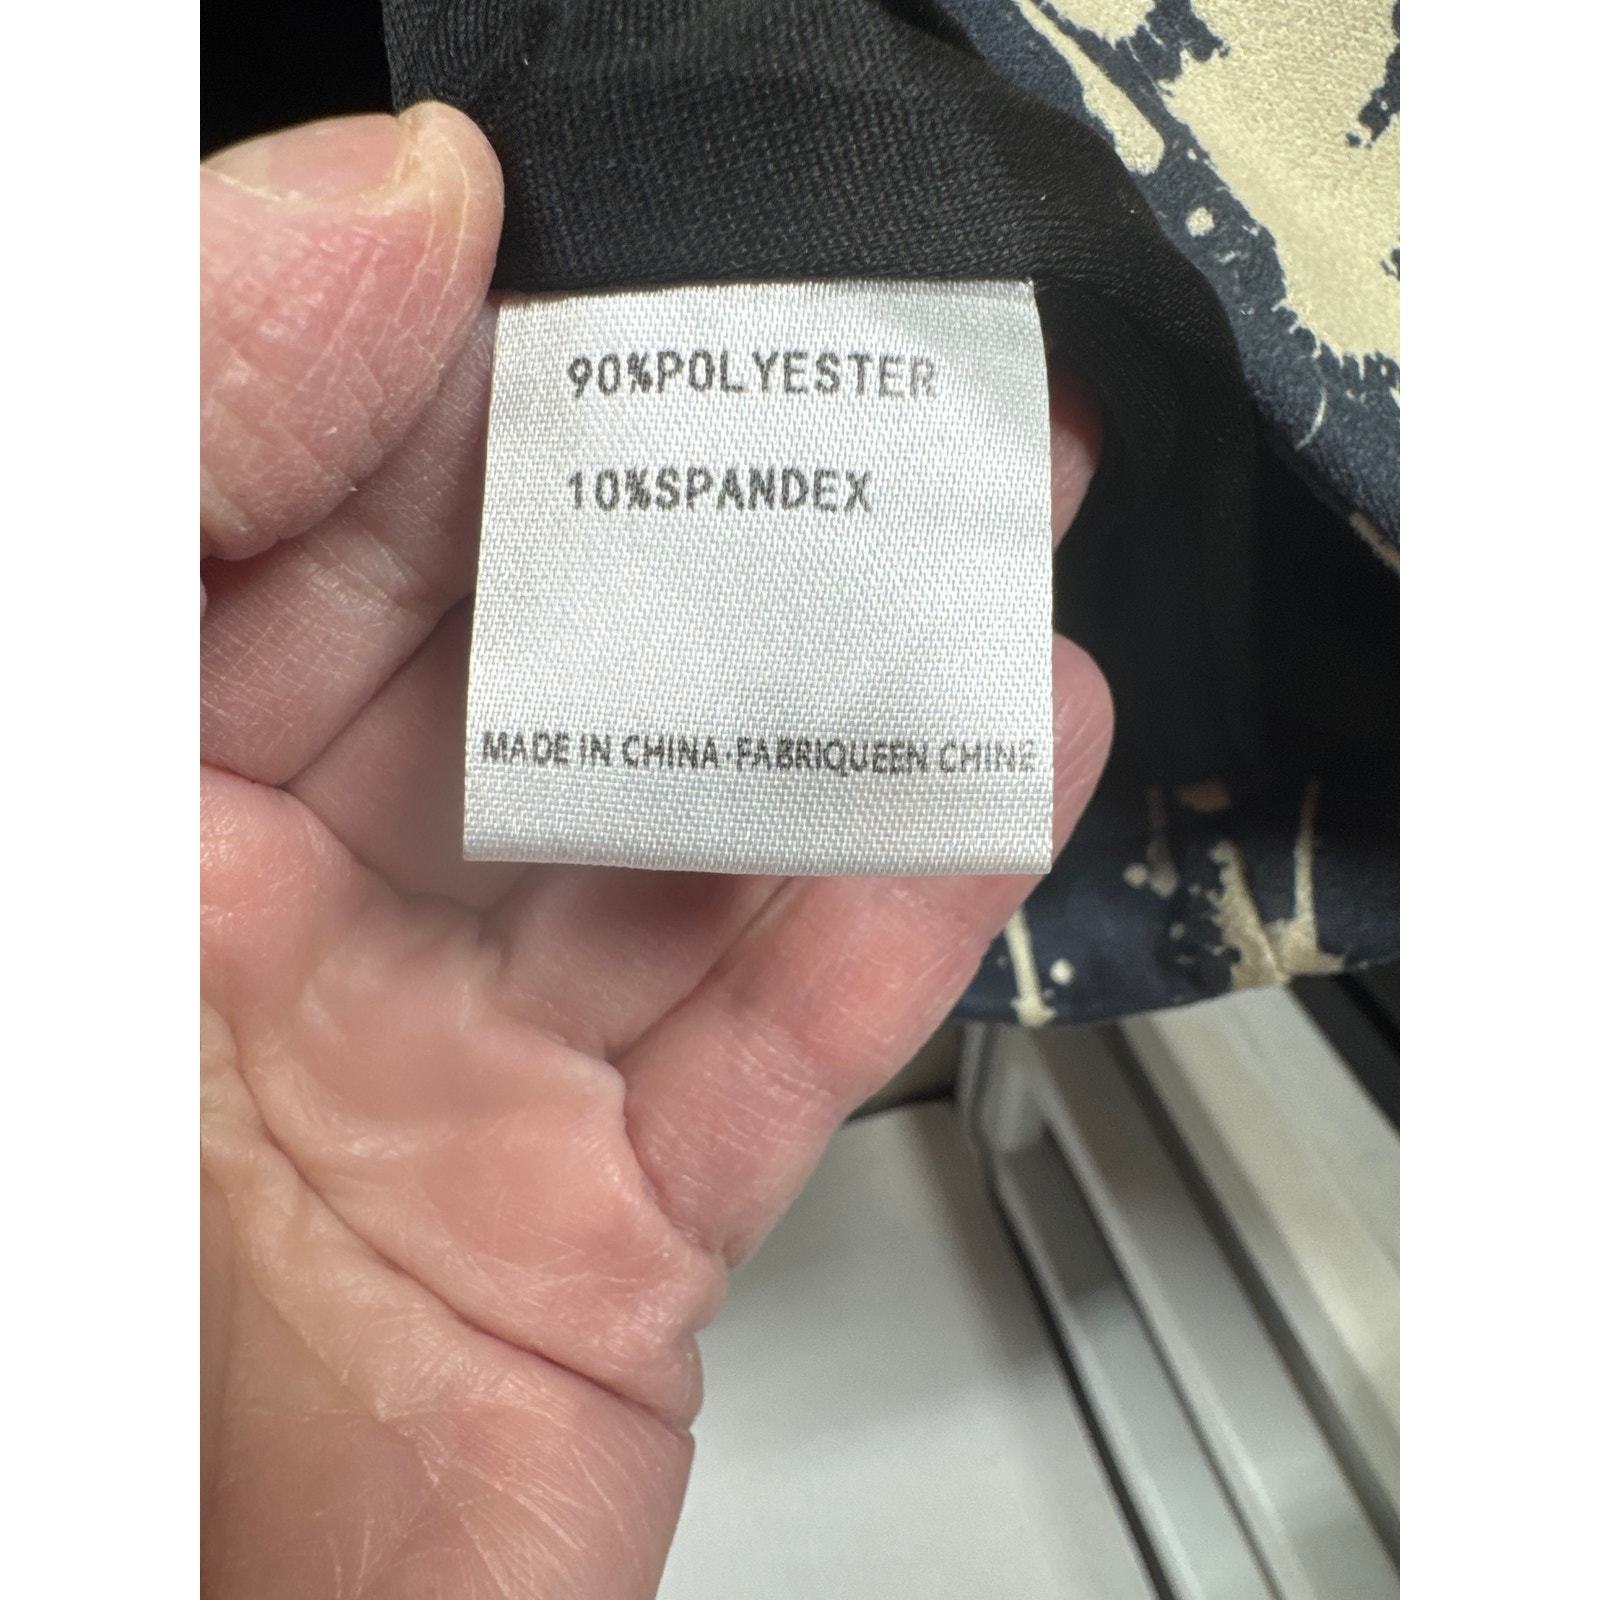 90%POLYESTER
10%SPANDEX
MADE IN CHINA·FABRIQUEEN CHINE